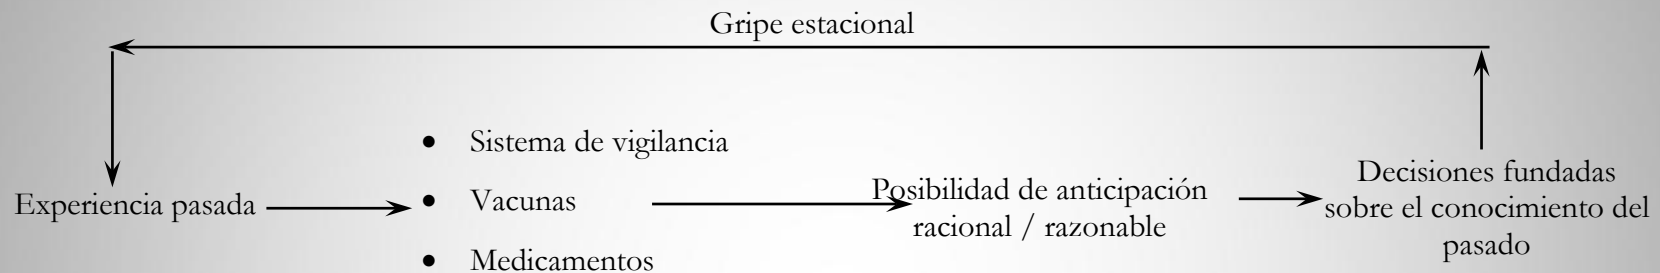 Gripe estacional
Experiencia pasada
• Sistema de vigilancia
• Vacunas
• Medicamentos
Posibilidad de anticipación
racional / razonable
Decisiones fundadas
sobre el conocimiento del
pasado